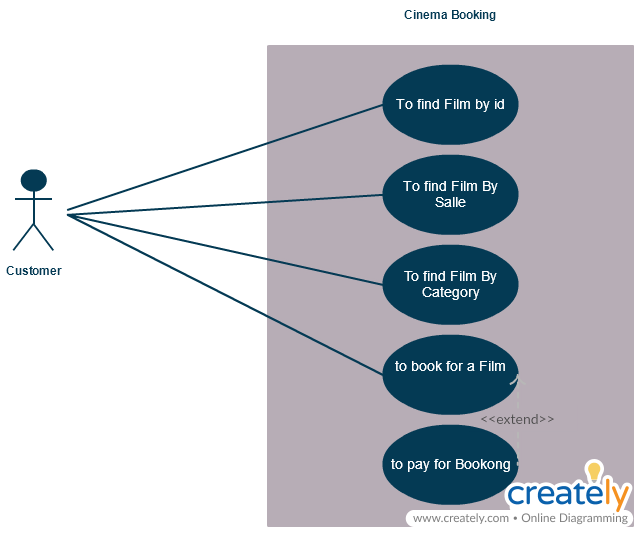 Cinema Booking
To find Film by id
To find Film By
Salle
To find Film By
Category
Customer
to book for a Film
<<extend>>
to pay for Bookong
creately
www.creately.com • Online Diagramming